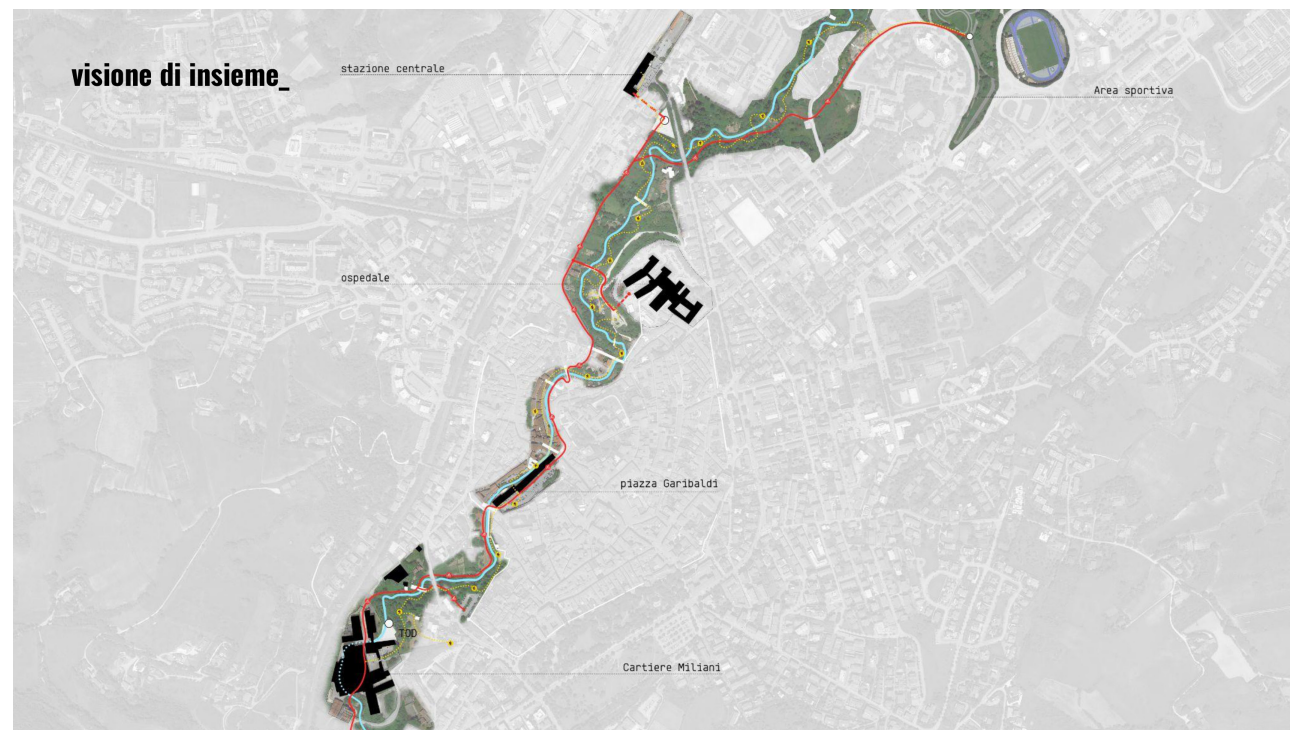 visione di insieme_
stazione centrale
Area sportiva
ospedale
piazza Garibaldi
TOD
Cartiere Miliani